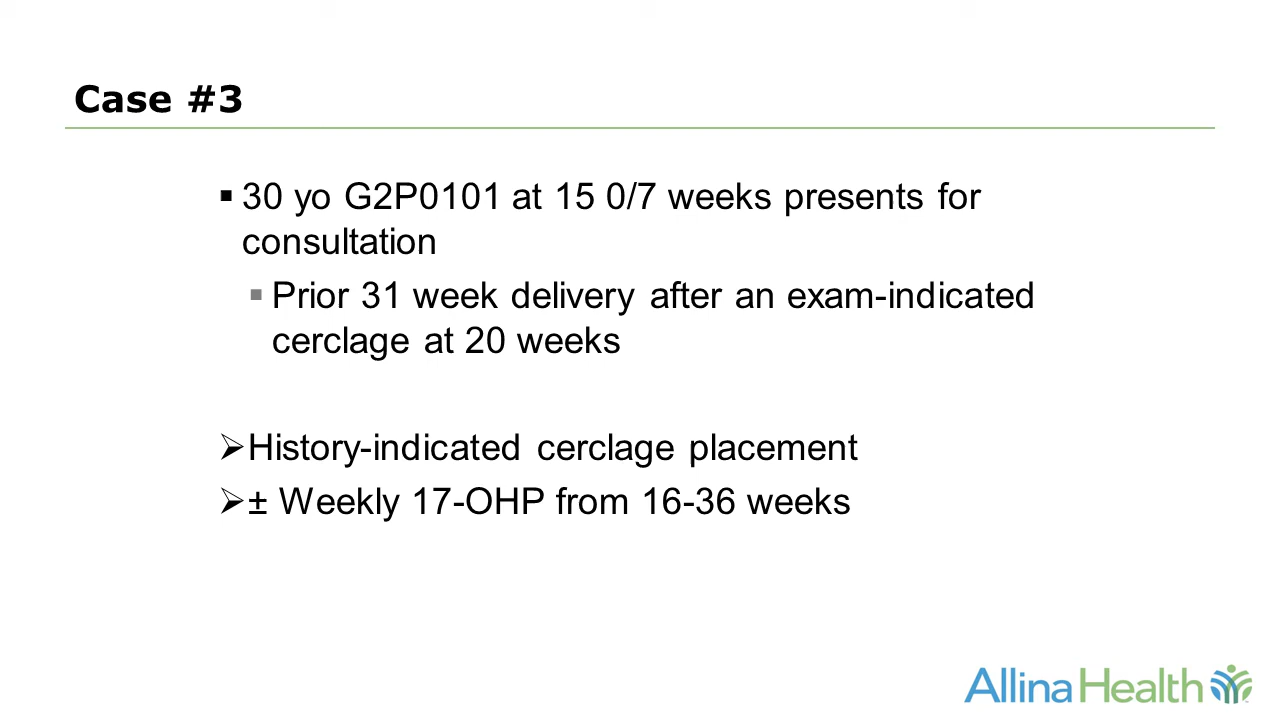 Case #3
▪ 30 yo G2P0101 at 15 0/7 weeks presents for
consultation
▪ Prior 31 week delivery after an exam-indicated
cerclage at 20 weeks
➢History-indicated cerclage placement
➢± Weekly 17-OHP from 16-36 weeks
AllinaHealth